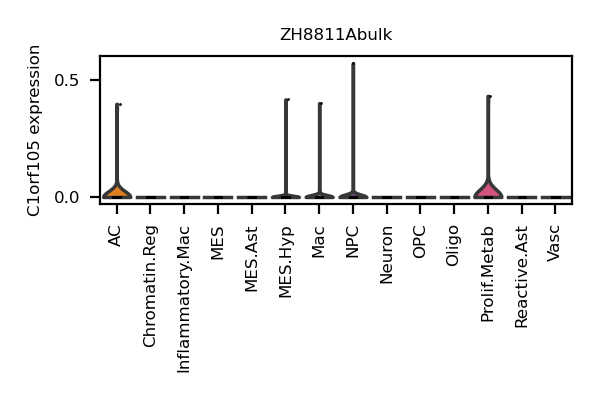 ZH8811Abulk
C1orf105 expression
0.5
0.0
AC
Chromatin.Reg
Inflammatory.Mac
MES
MES.Ast
MES.Hyp
Mac
NPC
Neuron
OPC
Oligo
Prolif.Metab
Reactive.Ast
Vasc